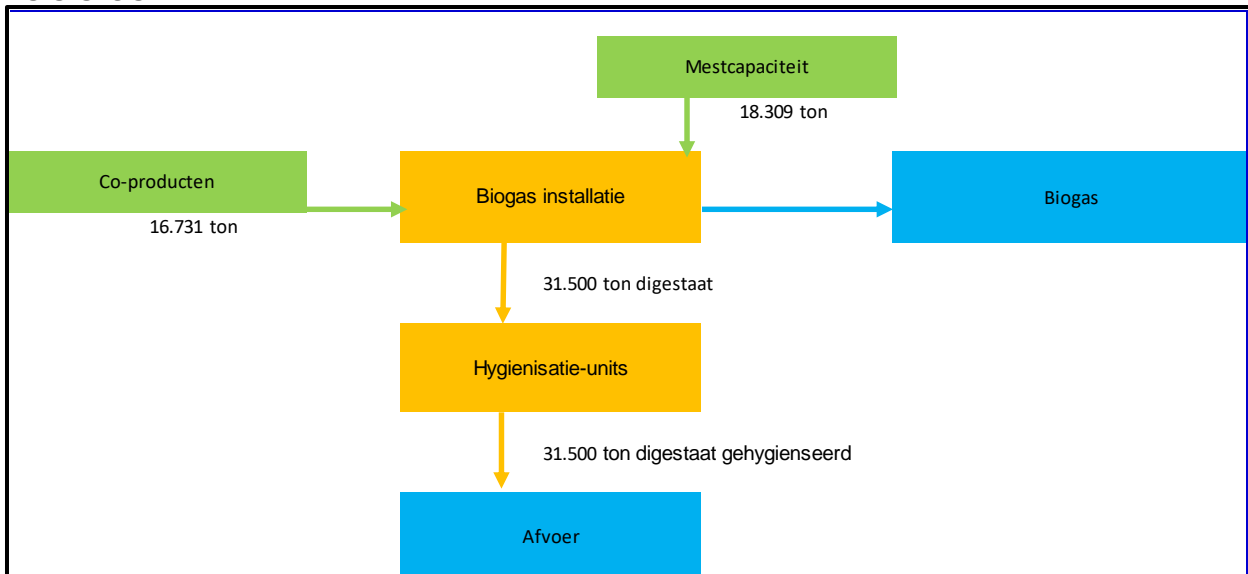 Mestcapaciteit
18.309 ton
Co-producten
Biogas installatie
Biogas
16.731 ton
31.500 ton digestaat
Hygienisatie-units
31.500 ton digestaat gehygienseerd
Afvoer